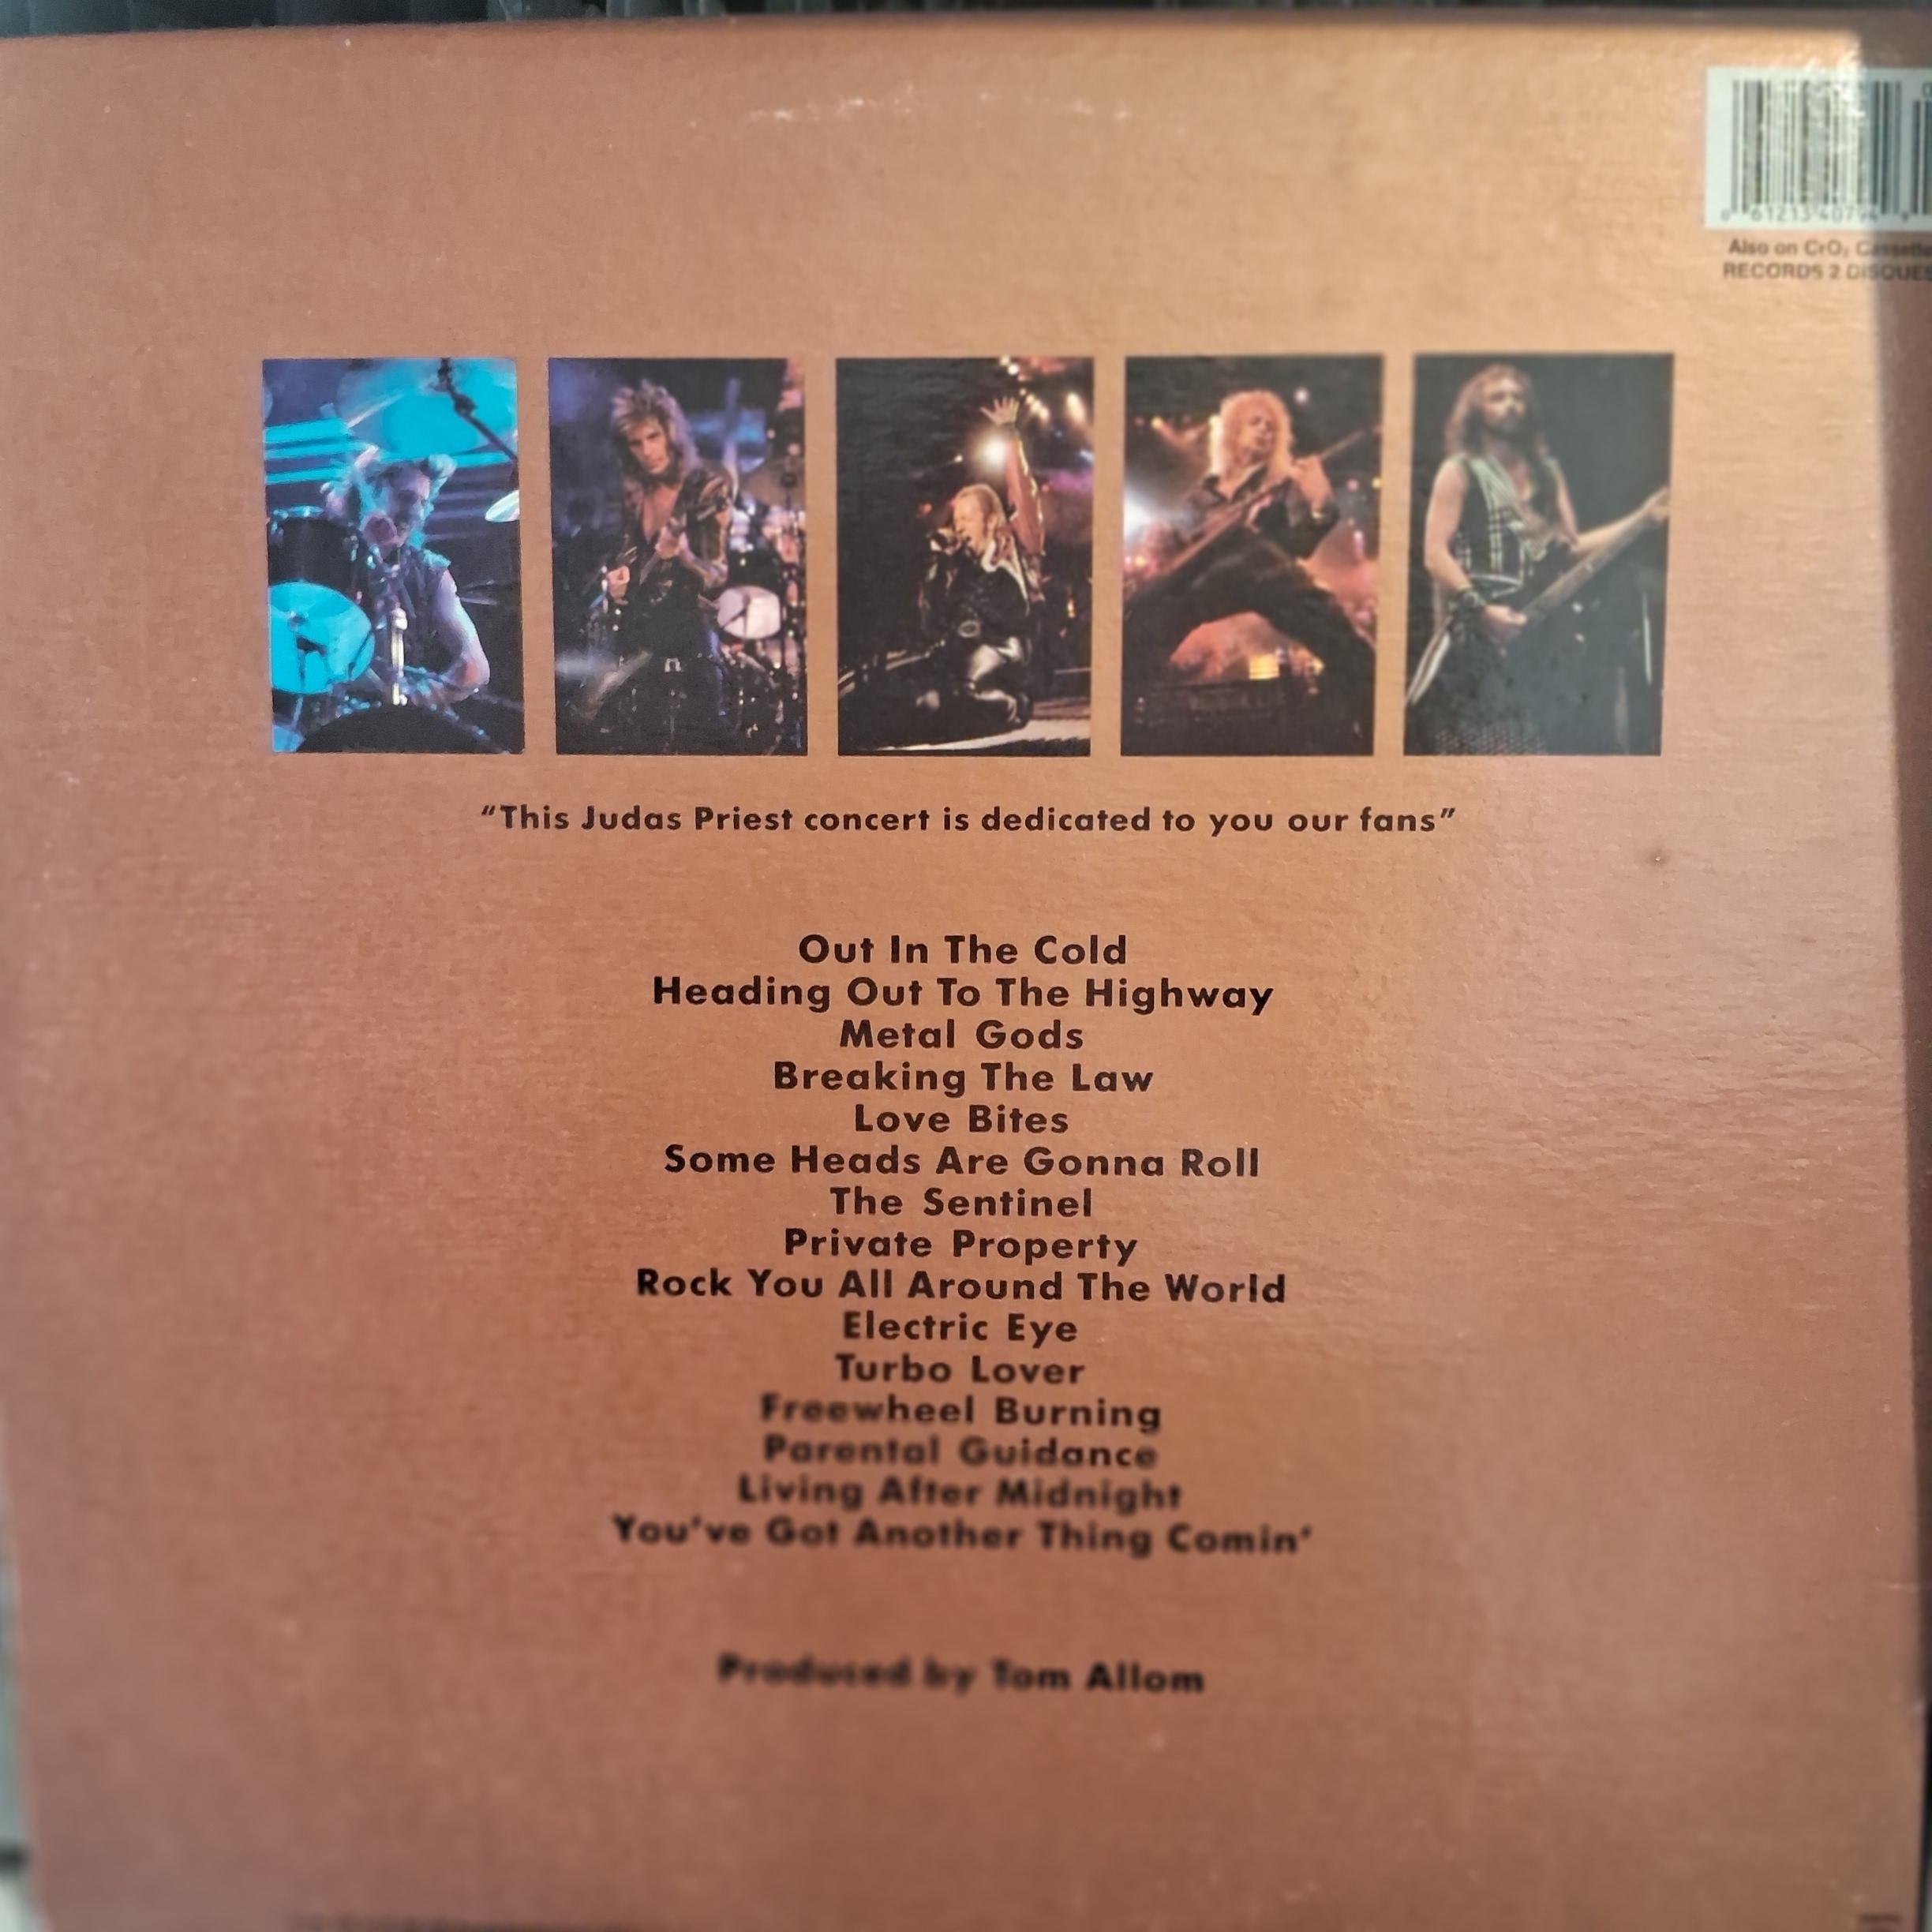 Also on CrO₂ Cassette
RECORDS 2 DISQUES
“This Judas Priest concert is dedicated to you our fans”
Out In The Cold
Heading Out To The Highway
Metal Gods
Breaking The Law
Love Bites
Some Heads Are Gonna Roll
The Sentinel
Private Property
Rock You All Around The World
Electric Eye
Turbo Lover
Freewheel Burning
Parental Guidance
Living After Midnight
You've Got Another Thing Comin'
Produced by Tom Allom